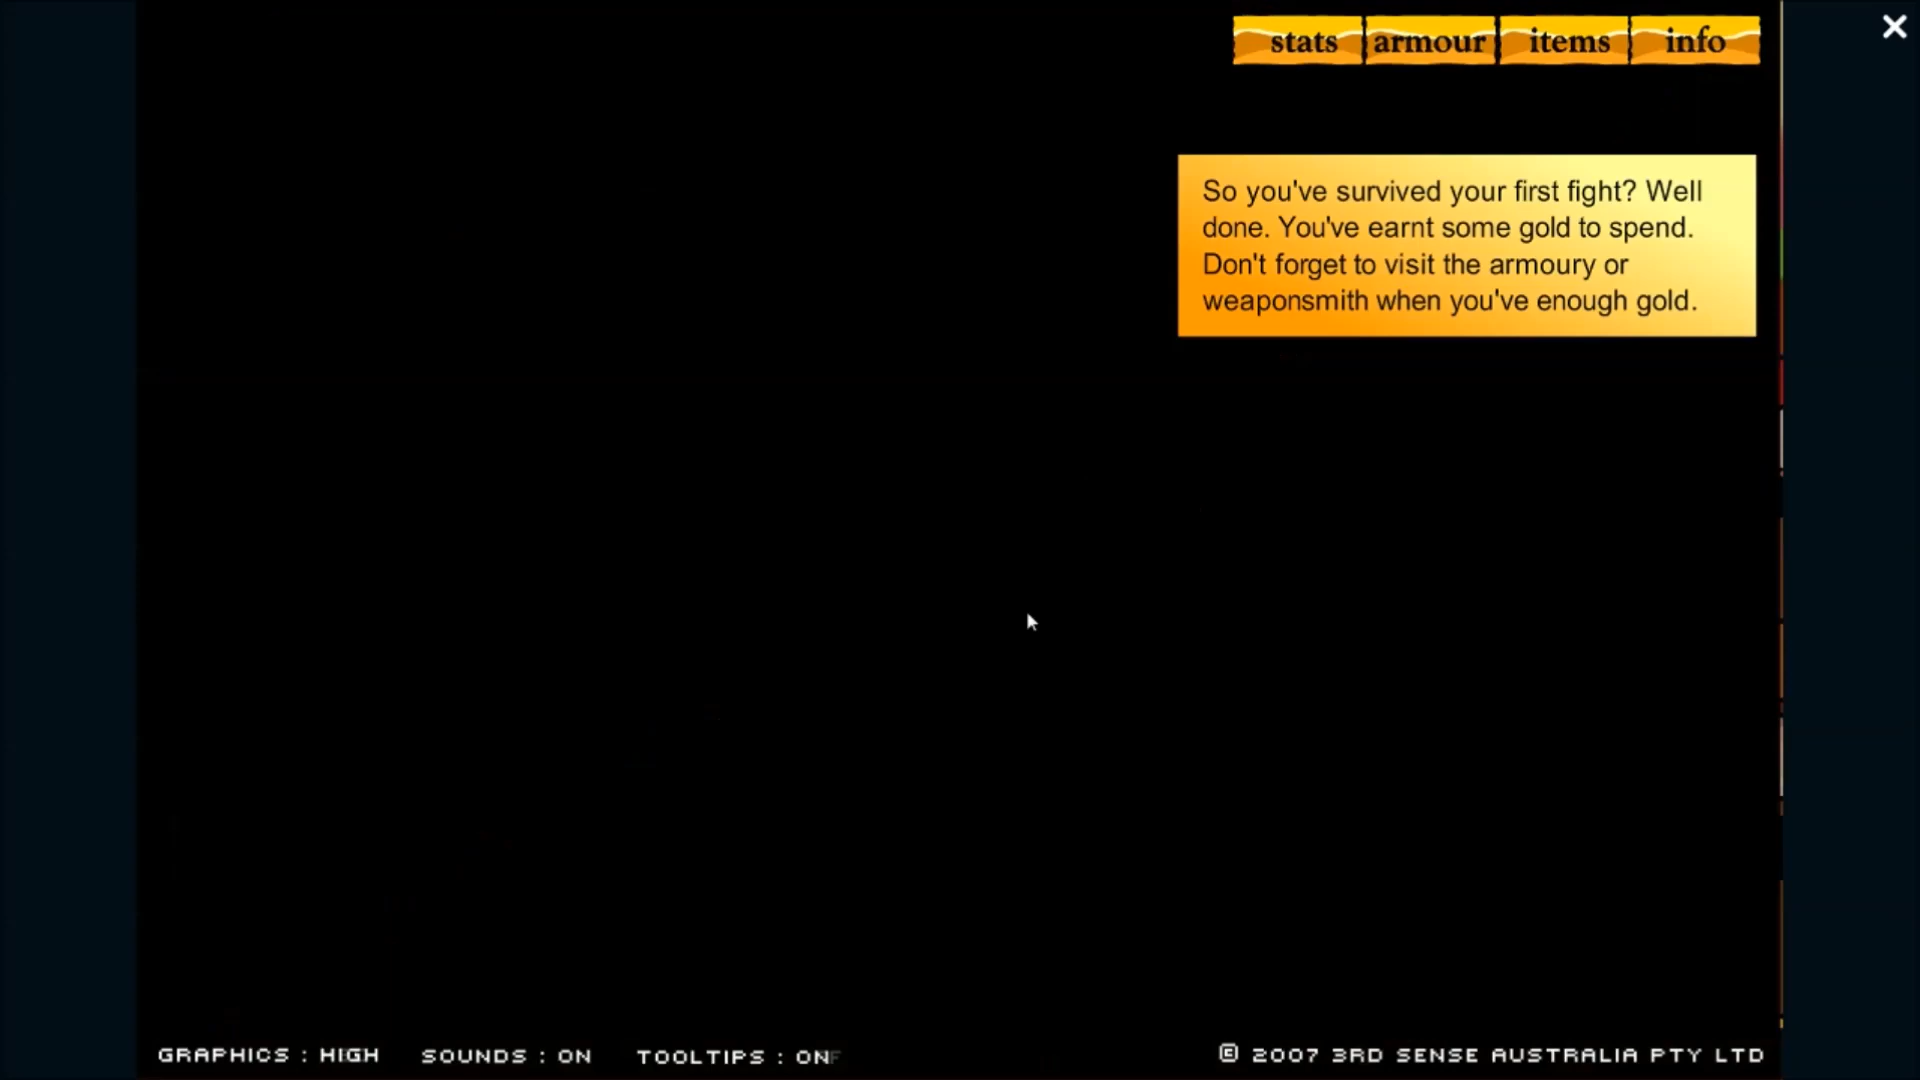 stats armour items info
So you've survived your first fight? Well
done. You've earnt some gold to spend.
Don't forget to visit the armoury or
weaponsmith when you've enough gold.
GRAPHICS : HIGH SOUNDS : ON TOOLTIPS : ON © 2007 3RD SENSE AUSTRALIA PTY LTD